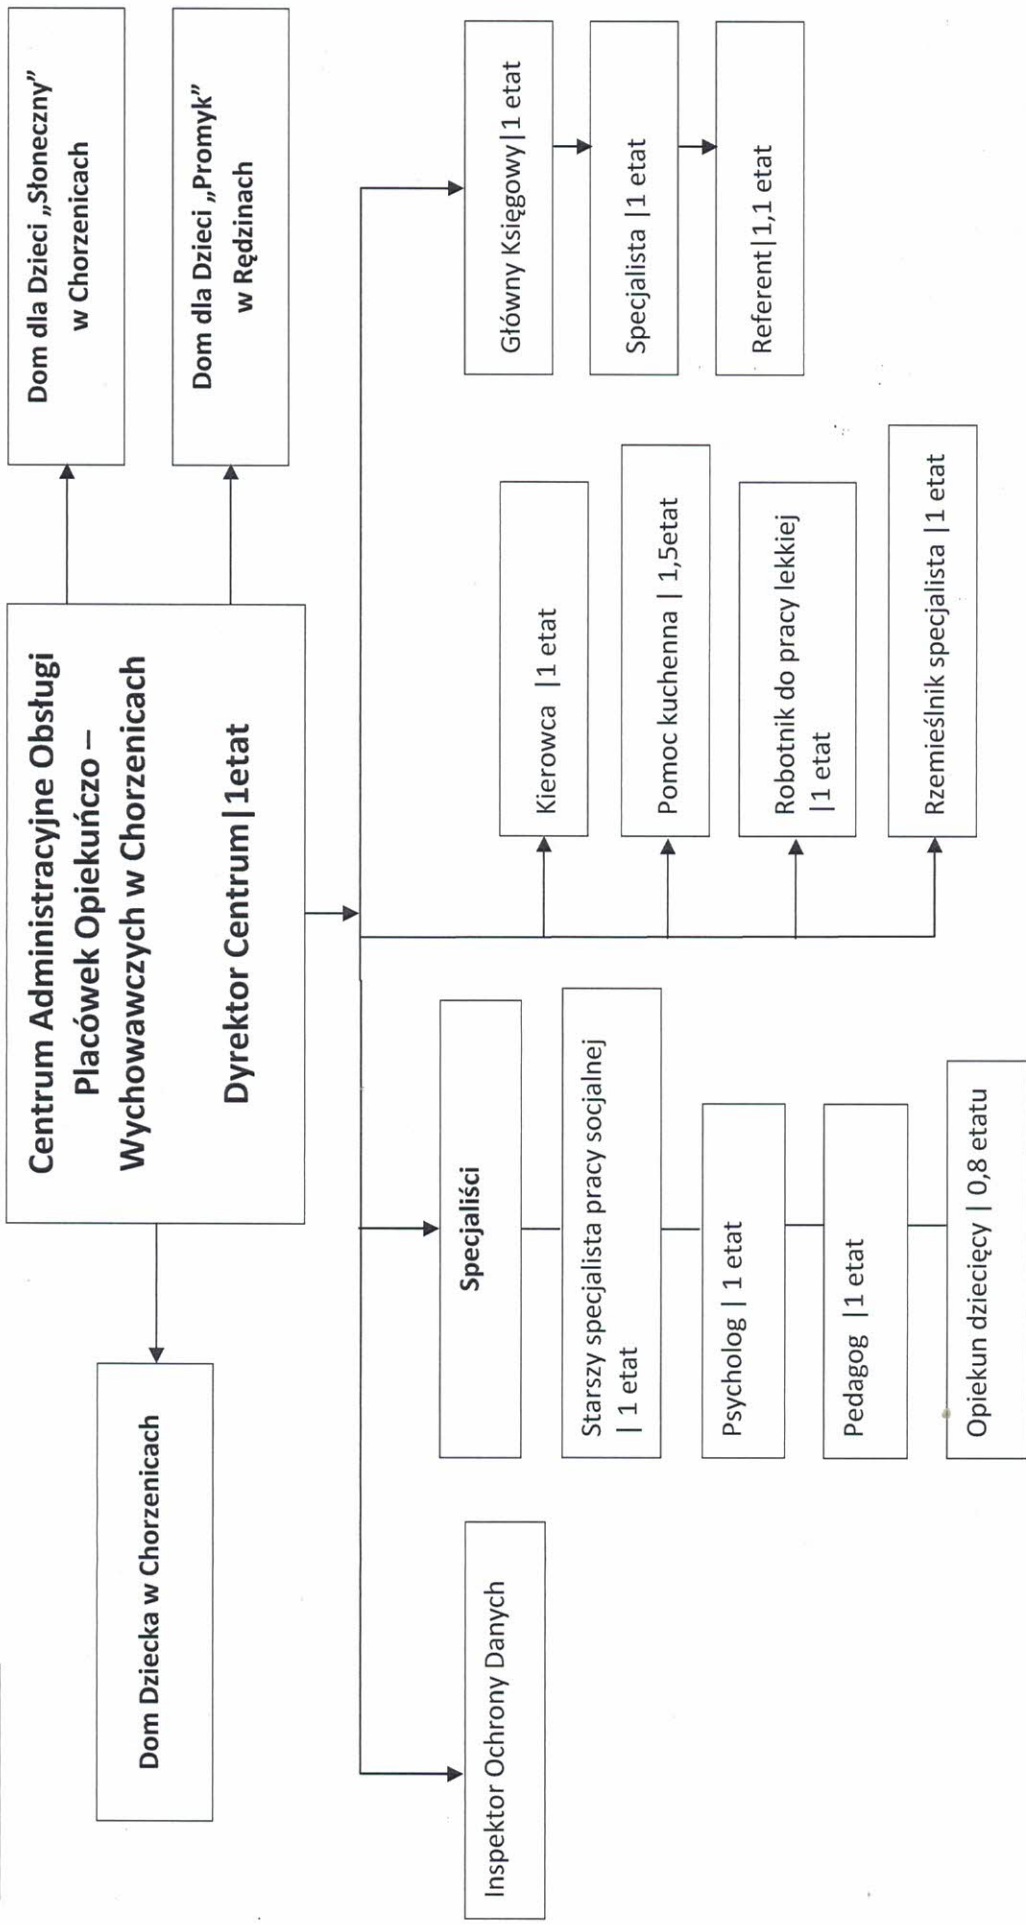 Centrum Administracyjne Obsługi
Placówek Opiekuńczo –
Wychowawczych w Chorzenicach
Dyrektor Centrum|1etat
Dom Dziecka w Chorzenicach
Dom dla Dzieci „Słoneczny”
w Chorzenicach
Dom dla Dzieci „Promyk”
w Rędzinach
Inspektor Ochrony Danych
Specjaliści
Starszy specjalista pracy socjalnej
| 1 etat
Psycholog | 1 etat
Pedagog |1 etat
Opiekun dziecięcy | 0,8 etatu
Kierowca |1 etat
Pomoc kuchenna | 1,5etat
Robotnik do pracy lekkiej
|1 etat
Rzemieślnik specjalista |1 etat
Główny Księgowy|1 etat
Specjalista |1 etat
Referent|1,1 etat